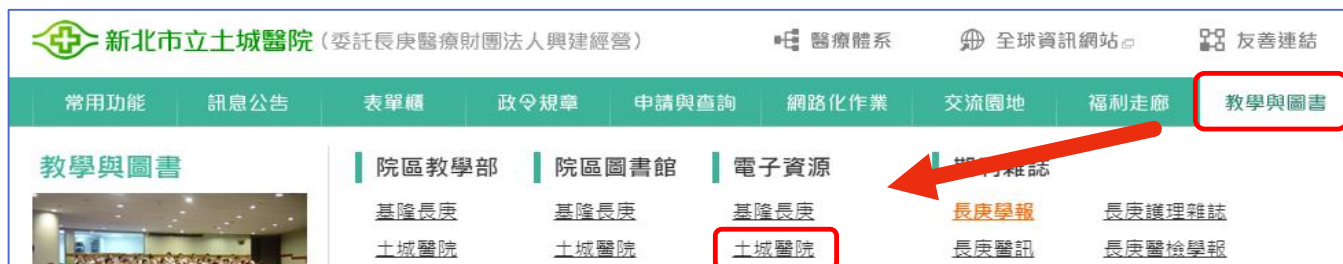 新北市立土城醫院(委託長庚醫療財團法人興建經營) 醫療體系 全球資訊網站 友善連結
常用功能 訊息公告 表單櫃 政令規章 申請與查詢 網路化作業 交流園地 福利走廊 教學與圖書
教學與圖書 院區教學部 院區圖書館 電子資源 期刊雜誌
基隆長庚 基隆長庚 基隆長庚 長庚學報 長庚護理雜誌
土城醫院 土城醫院 土城醫院 長庚醫訊 長庚醫檢學報